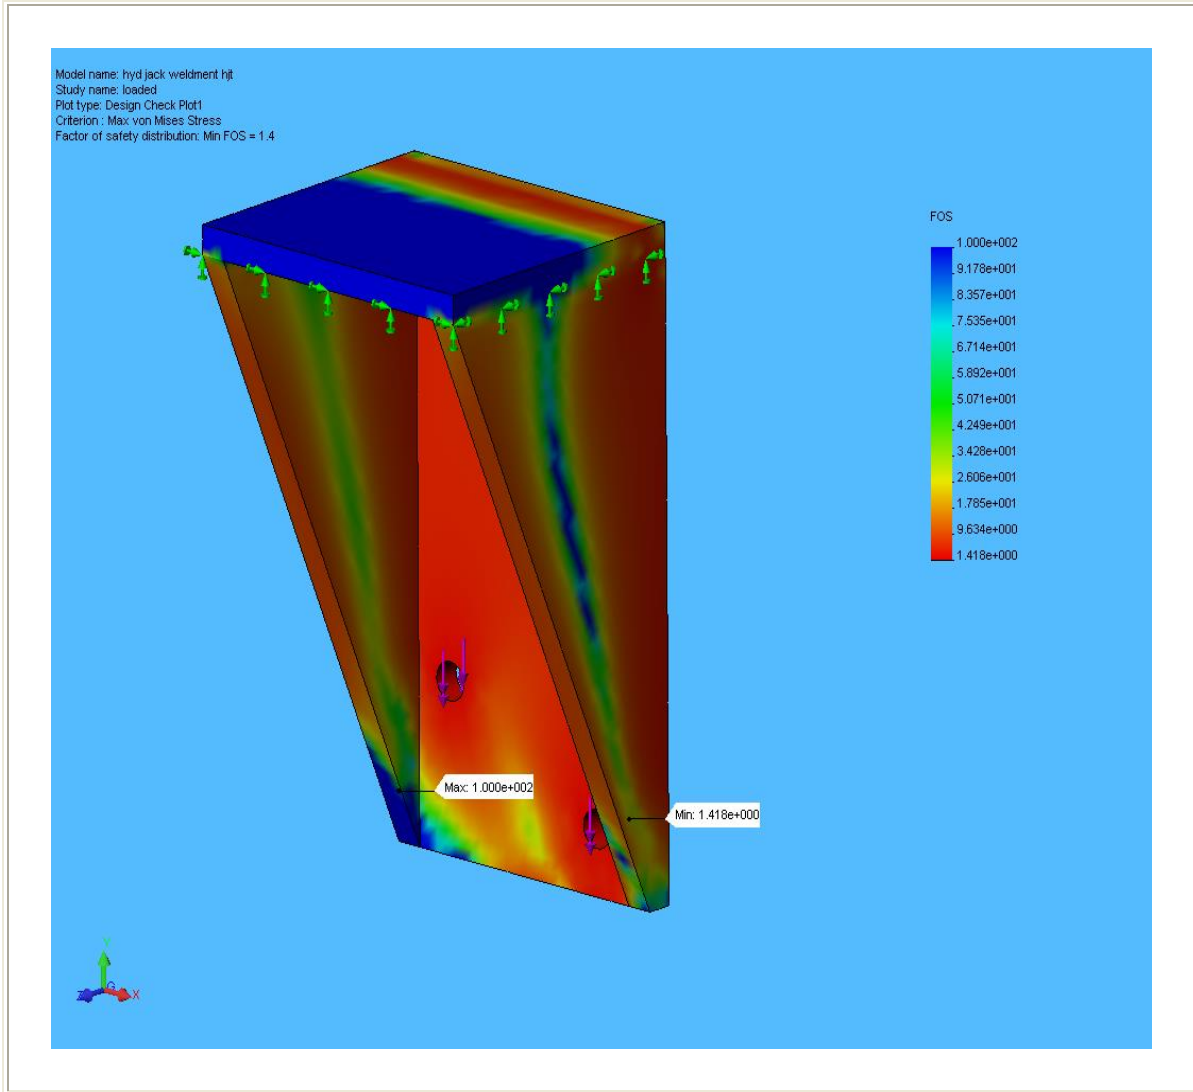 Model name: hyd jack weldment hjt
Study name: loaded
Plot type: Design Check Plot1
Criterion : Max von Mises Stress
Factor of safety distribution: Min FOS = 1.4
FOS
1.000e+002
9.178e+001
8.357e+001
7.535e+001
6.714e+001
5.892e+001
5.071e+001
4.249e+001
3.428e+001
2.606e+001
1.785e+001
9.634e+000
1.418e+000
Max: 1.000e+002
Min: 1.418e+000
Y
Z
X